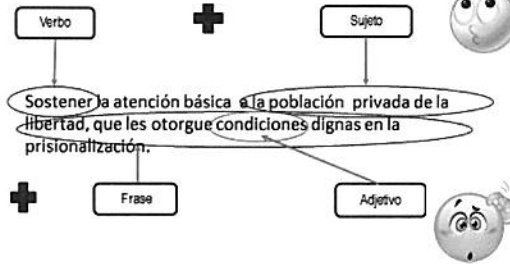 Verbo
Sujeto
Sostener la atención básica a la población privada de la
libertad, que les otorgue condiciones dignas en la
prisionalización.
Frase
Adjetivo